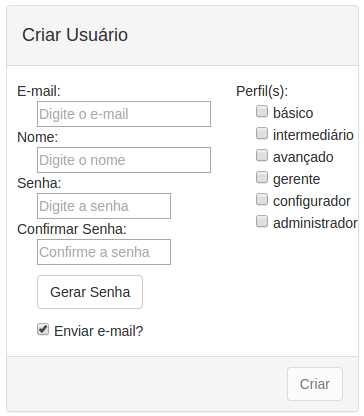 Criar Usuário
E-mail:
Digite o e-mail
Nome:
Digite o nome
Senha:
Digite a senha
Confirmar Senha:
Confirme a senha
Gerar Senha
Enviar e-mail?
Perfil(s):
básico
intermediário
avançado
gerente
configurador
administrador
Criar